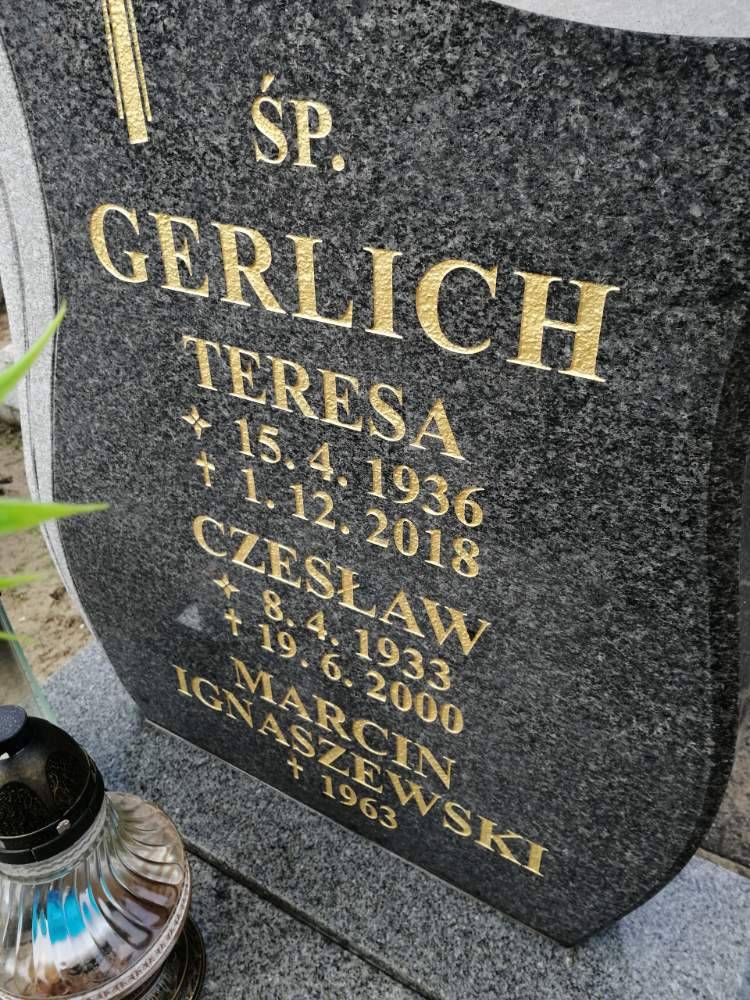 ŚP.
GERLICH
TERESA
✧ 15. 4. 1936
✝ 1. 12. 2018
CZESŁAW
✧ 8. 4. 1933
✝ 19. 6. 2000
MARCIN
IGNASZEWSKI
✝ 1963